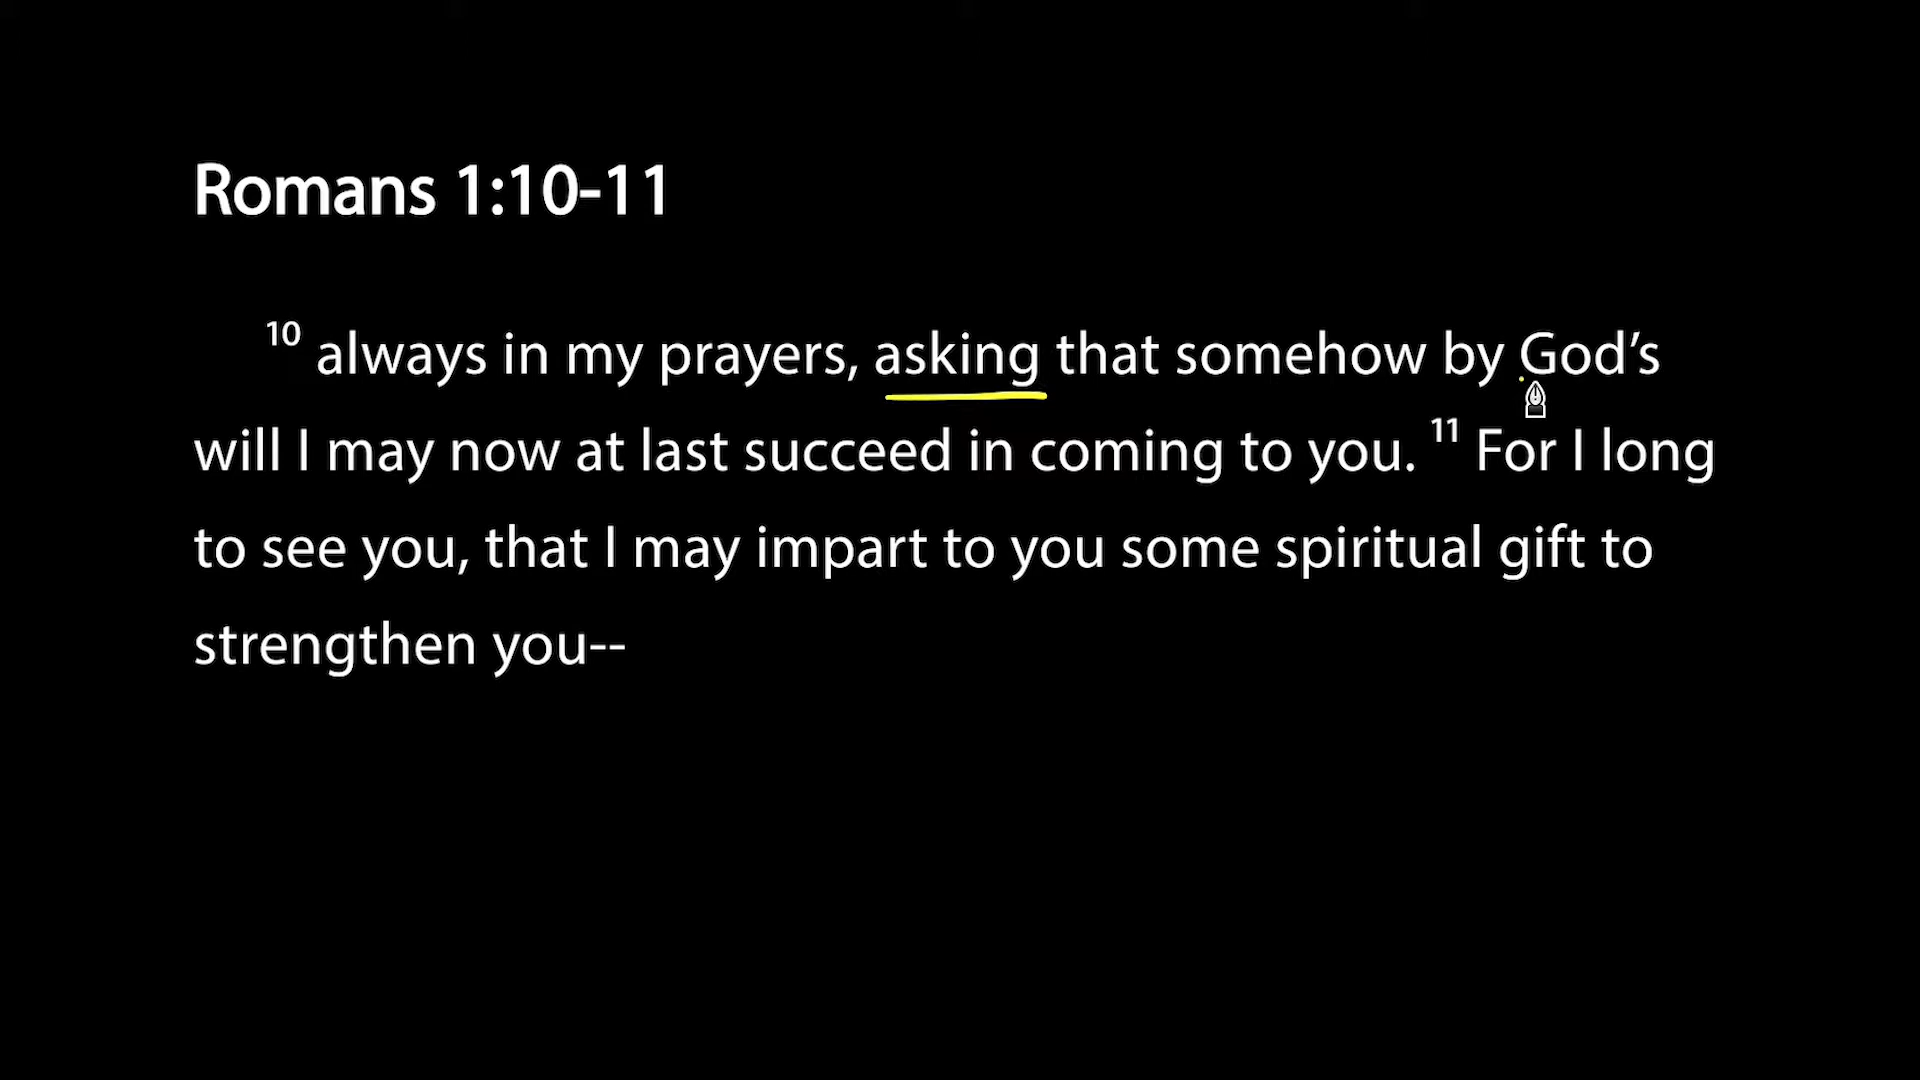 Romans 1:10-11
10 always in my prayers, asking that somehow by God’s
will I may now at last succeed in coming to you. 11 For I long
to see you, that I may impart to you some spiritual gift to
strengthen you--